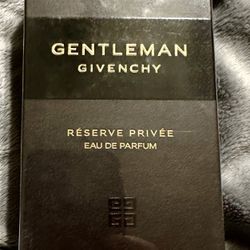 GENTLEMAN
GIVENCHY
RÉSERVE PRIVÉE
EAU DE PARFUM